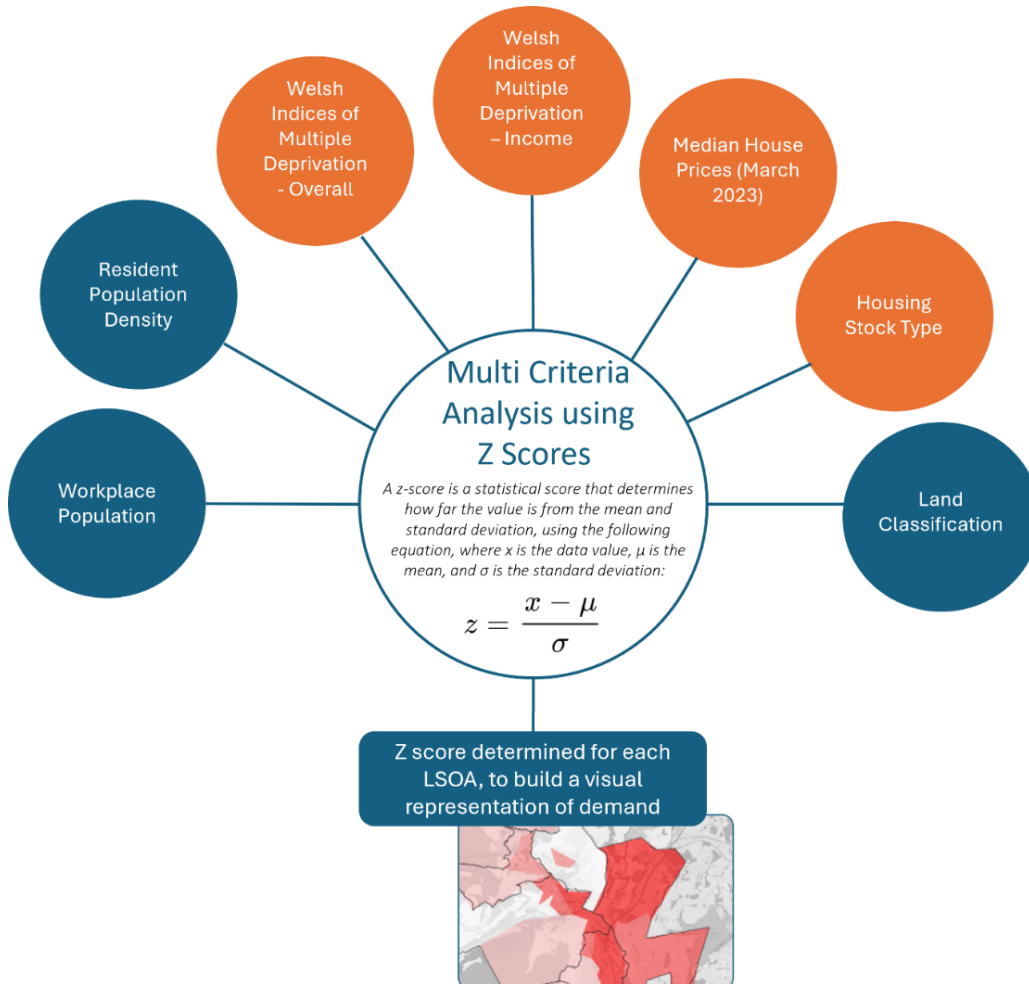 Welsh
Indices of
Multiple
Deprivation
– Income
Welsh
Indices of
Multiple
Deprivation
- Overall
Median House
Prices (March
2023)
Resident
Population
Density
Housing
Stock Type
Workplace
Population
Land
Classification
Multi Criteria
Analysis using
Z Scores
A z-score is a statistical score that determines
how far the value is from the mean and
standard deviation, using the following
equation, where x is the data value, μ is the
mean, and σ is the standard deviation:
z = (x − μ) / σ
Z score determined for each
LSOA, to build a visual
representation of demand